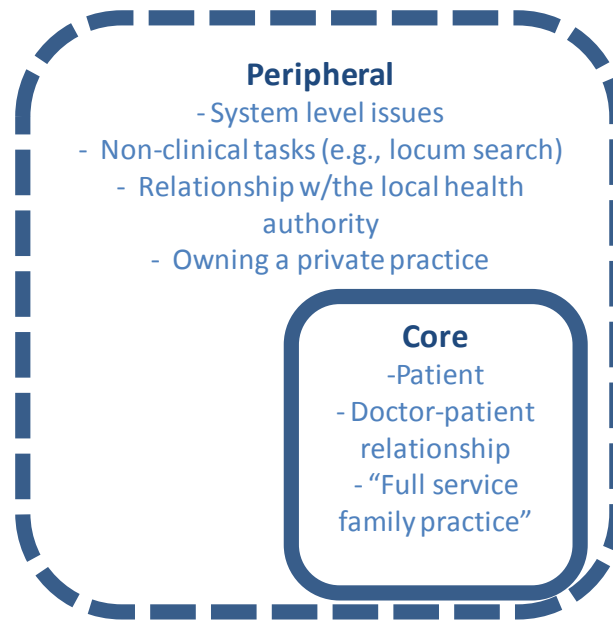 Peripheral
- System level issues
- Non-clinical tasks (e.g., locum search)
- Relationship w/the local health
authority
- Owning a private practice
Core
-Patient
- Doctor-patient
relationship
- “Full service
family practice”